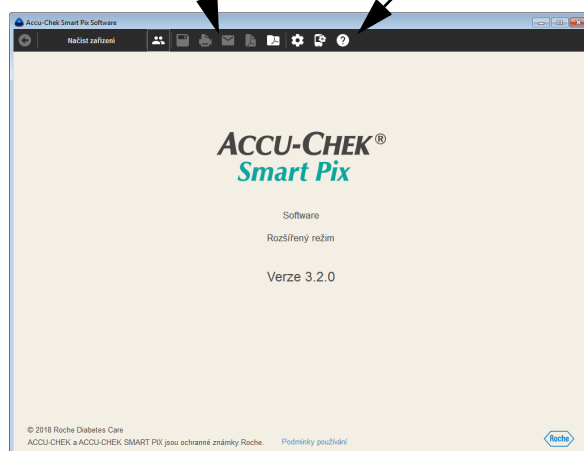 Accu-Chek Smart Pix Software
Načíst zařízení
ACCU-CHEK®
Smart Pix
Software
Rozšířený režim
Verze 3.2.0
© 2018 Roche Diabetes Care
ACCU-CHEK a ACCU-CHEK SMART PIX jsou ochranné známky Roche. Podmínky používání
Roche